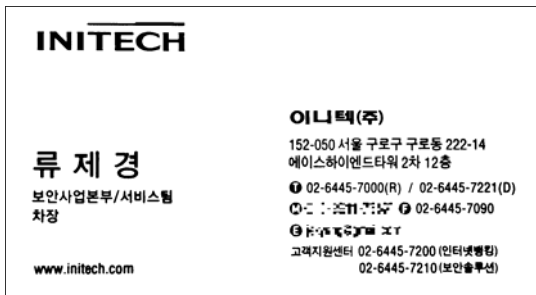 INITECH
이니텍(주)
152-050 서울 구로구 구로동 222-14
에이스하이엔드타워 2차 12층
류 제 경
보안사업본부/서비스팀
차장
T 02-6445-7000(R) / 02-6445-7221(D)
M F 02-6445-7090
E
고객지원센터 02-6445-7200(인터넷뱅킹)
02-6445-7210(보안솔루션)
www.initech.com